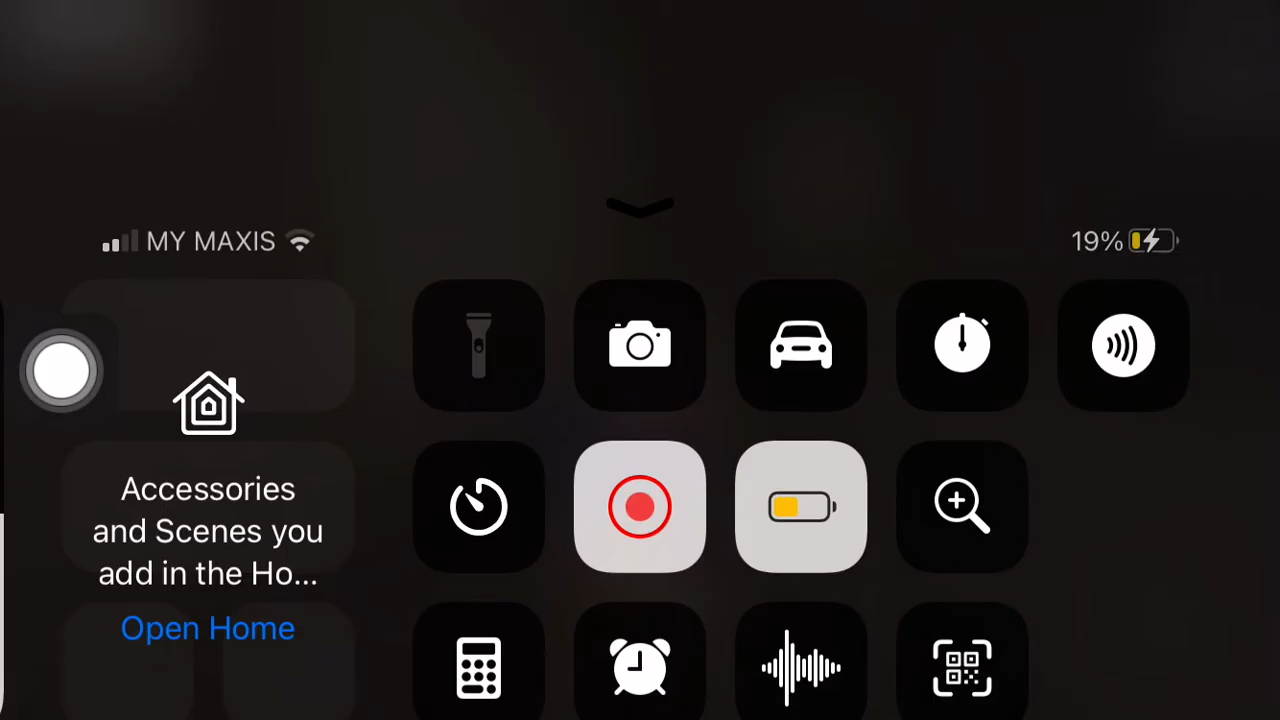 MY MAXIS
19%
Accessories
and Scenes you
add in the Ho...
Open Home